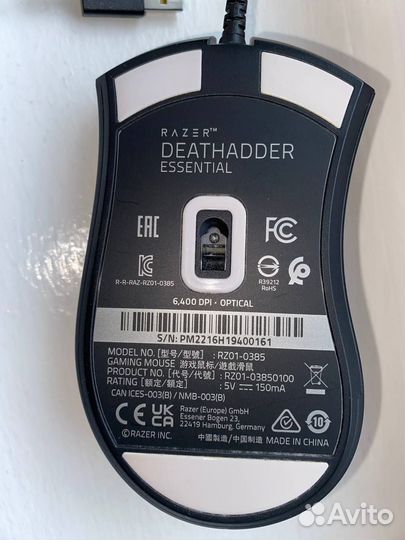 RAZER™
DEATHADDER
ESSENTIAL
EAC
FC
R-R-RAZ-RZ01-0385
R39212
RoHS
6,400 DPI - OPTICAL
S/N: PM2216H19400161
MODEL NO. [型号/型號] : RZ01-0385
GAMING MOUSE 游戏鼠标/遊戲滑鼠
PRODUCT NO. [代号/代號] : RZ01-03850100
RATING [額定/额定] : 5V ⎓ 150mA
CAN ICES-003(B) / NMB-003(B)
CE UK CA
Razer (Europe) GmbH
Essener Bogen 23,
22419 Hamburg, Germany
10
© RAZER INC.
中國製造/中国制造 MADE IN CHINA
Avito